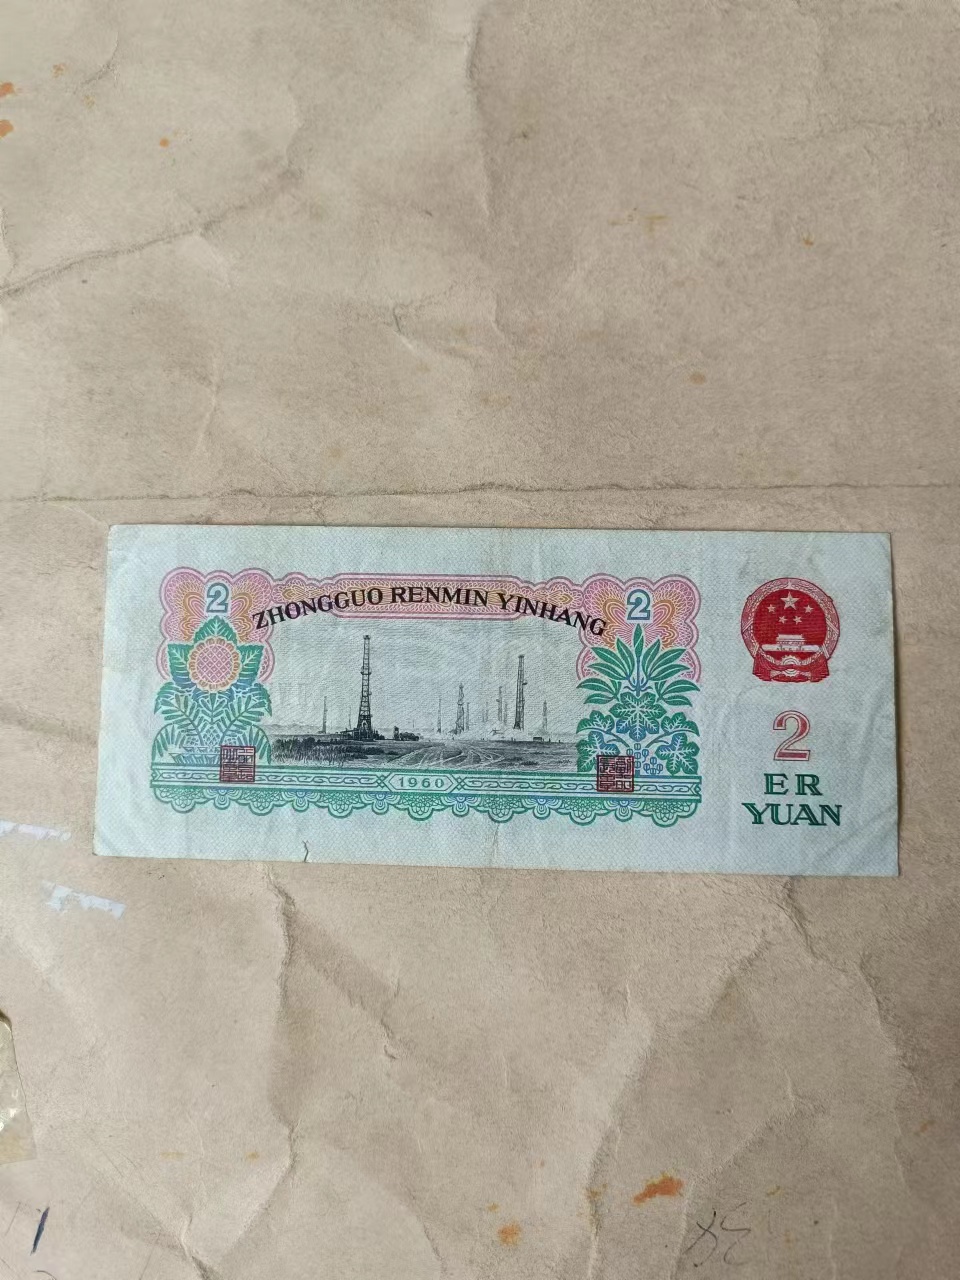 2
2
ZHONGGUO RENMIN YINHANG
1960
2
ER
YUAN